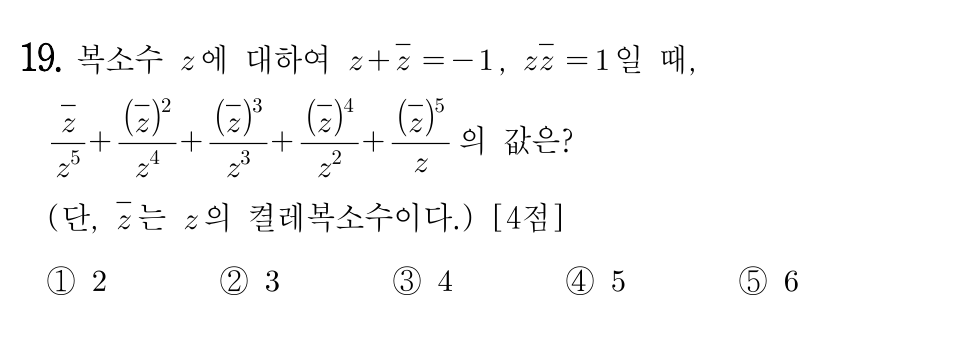 19. 복소수 z에 대하여 z+z̅=−1, zz̅=1일 때,
z̅/z⁵ + (z̅)²/z⁴ + (z̅)³/z³ + (z̅)⁴/z² + (z̅)⁵/z 의 값은?
(단, z̅는 z의 켤레복소수이다.) [4점]
① 2 ② 3 ③ 4 ④ 5 ⑤ 6